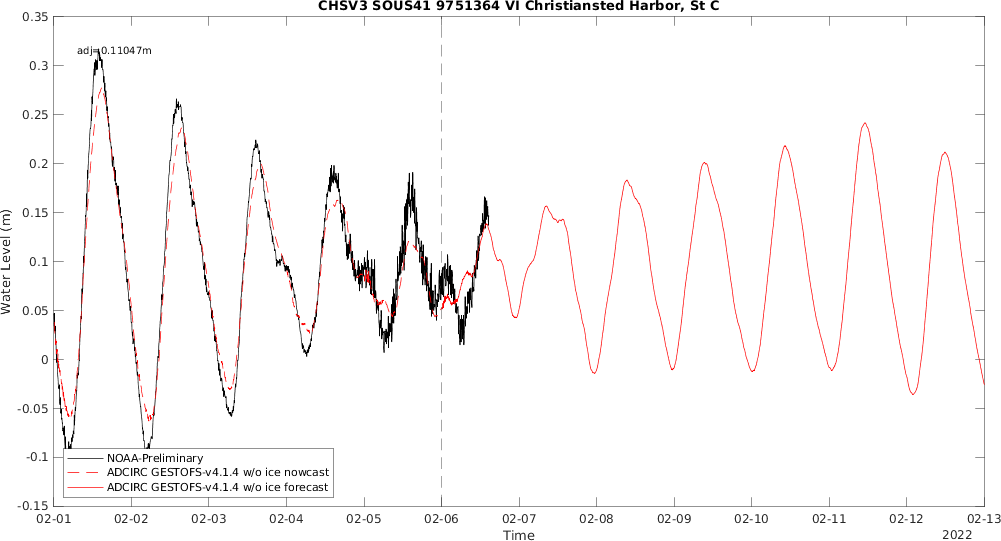 CHSV3 SOUS41 9751364 VI Christiansted Harbor, St C
adj=0.11047m
0.35
0.3
0.25
0.2
0.15
0.1
0.05
0
-0.05
-0.1
-0.15
Water Level (m)
NOAA-Preliminary
ADCIRC GESTOFS-v4.1.4 w/o ice nowcast
ADCIRC GESTOFS-v4.1.4 w/o ice forecast
02-01 02-02 02-03 02-04 02-05 02-06 02-07 02-08 02-09 02-10 02-11 02-12 02-13
Time
2022